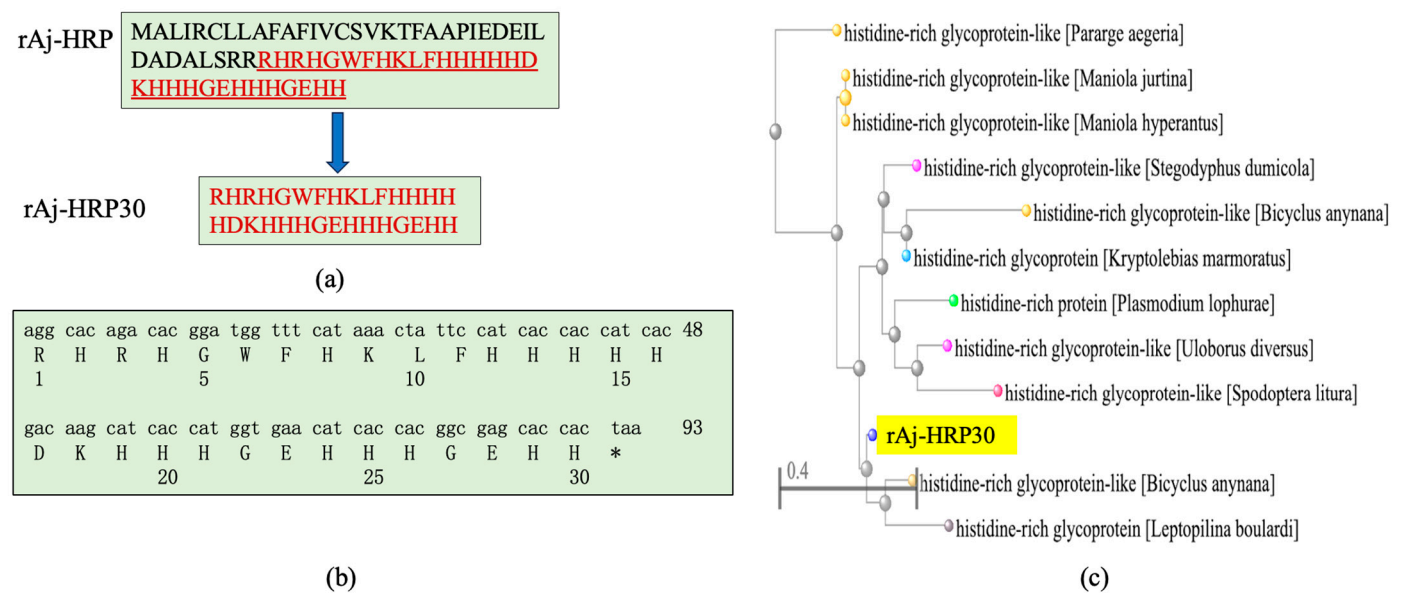 rAj-HRP
MALIRCLLAFAFIVCSVKTFAAPIEDEIL
DADALSRRRHRHGWFHKLFHHHHHD
KHHHGEHHHGEHH
rAj-HRP30
RHRHGWFHKLFHHHH
HDKHHHGEHHHGEHH
(a)
agg cac aga cac gga tgg ttt cat aaa cta ttc cat cac cac cat cac 48
R H R H G W F H K L F H H H H H
1 5 10 15
gac aag cat cac cat ggt gaa cat cac cac ggc gag cac cac taa 93
D K H H H G E H H H G E H H *
20 25 30
(b)
histidine-rich glycoprotein-like [Pararge aegeria]
histidine-rich glycoprotein-like [Maniola jurtina]
histidine-rich glycoprotein-like [Maniola hyperantus]
histidine-rich glycoprotein-like [Stegodyphus dumicola]
histidine-rich glycoprotein-like [Bicyclus anynana]
histidine-rich glycoprotein [Kryptolebias marmoratus]
histidine-rich protein [Plasmodium lophurae]
histidine-rich glycoprotein-like [Uloborus diversus]
histidine-rich glycoprotein-like [Spodoptera litura]
rAj-HRP30
0.4
histidine-rich glycoprotein-like [Bicyclus anynana]
histidine-rich glycoprotein [Leptopilina boulardi]
(c)